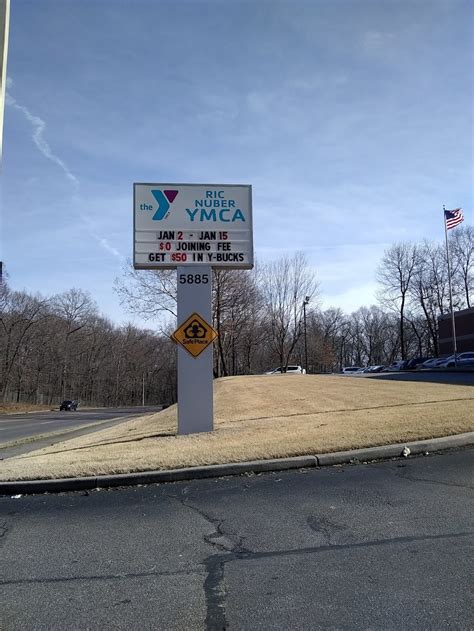 the Y RIC
NUBER
YMCA
JAN 2 - JAN 15
$0 JOINING FEE
GET $50 IN Y-BUCKS
5885
Safe Place